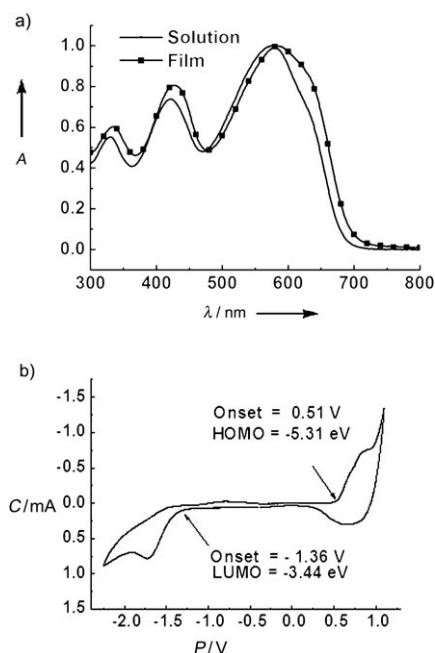 a)
Solution
Film
1.0
0.8
0.6
A
0.4
0.2
0.0
300 400 500 600 700 800
λ / nm
b)
-1.5
-1.0
-0.5
C/mA 0.0
0.5
1.0
1.5
Onset = 0.51 V
HOMO = -5.31 eV
Onset = - 1.36 V
LUMO = -3.44 eV
-2.0 -1.5 -1.0 -0.5 0.0 0.5 1.0
P/V